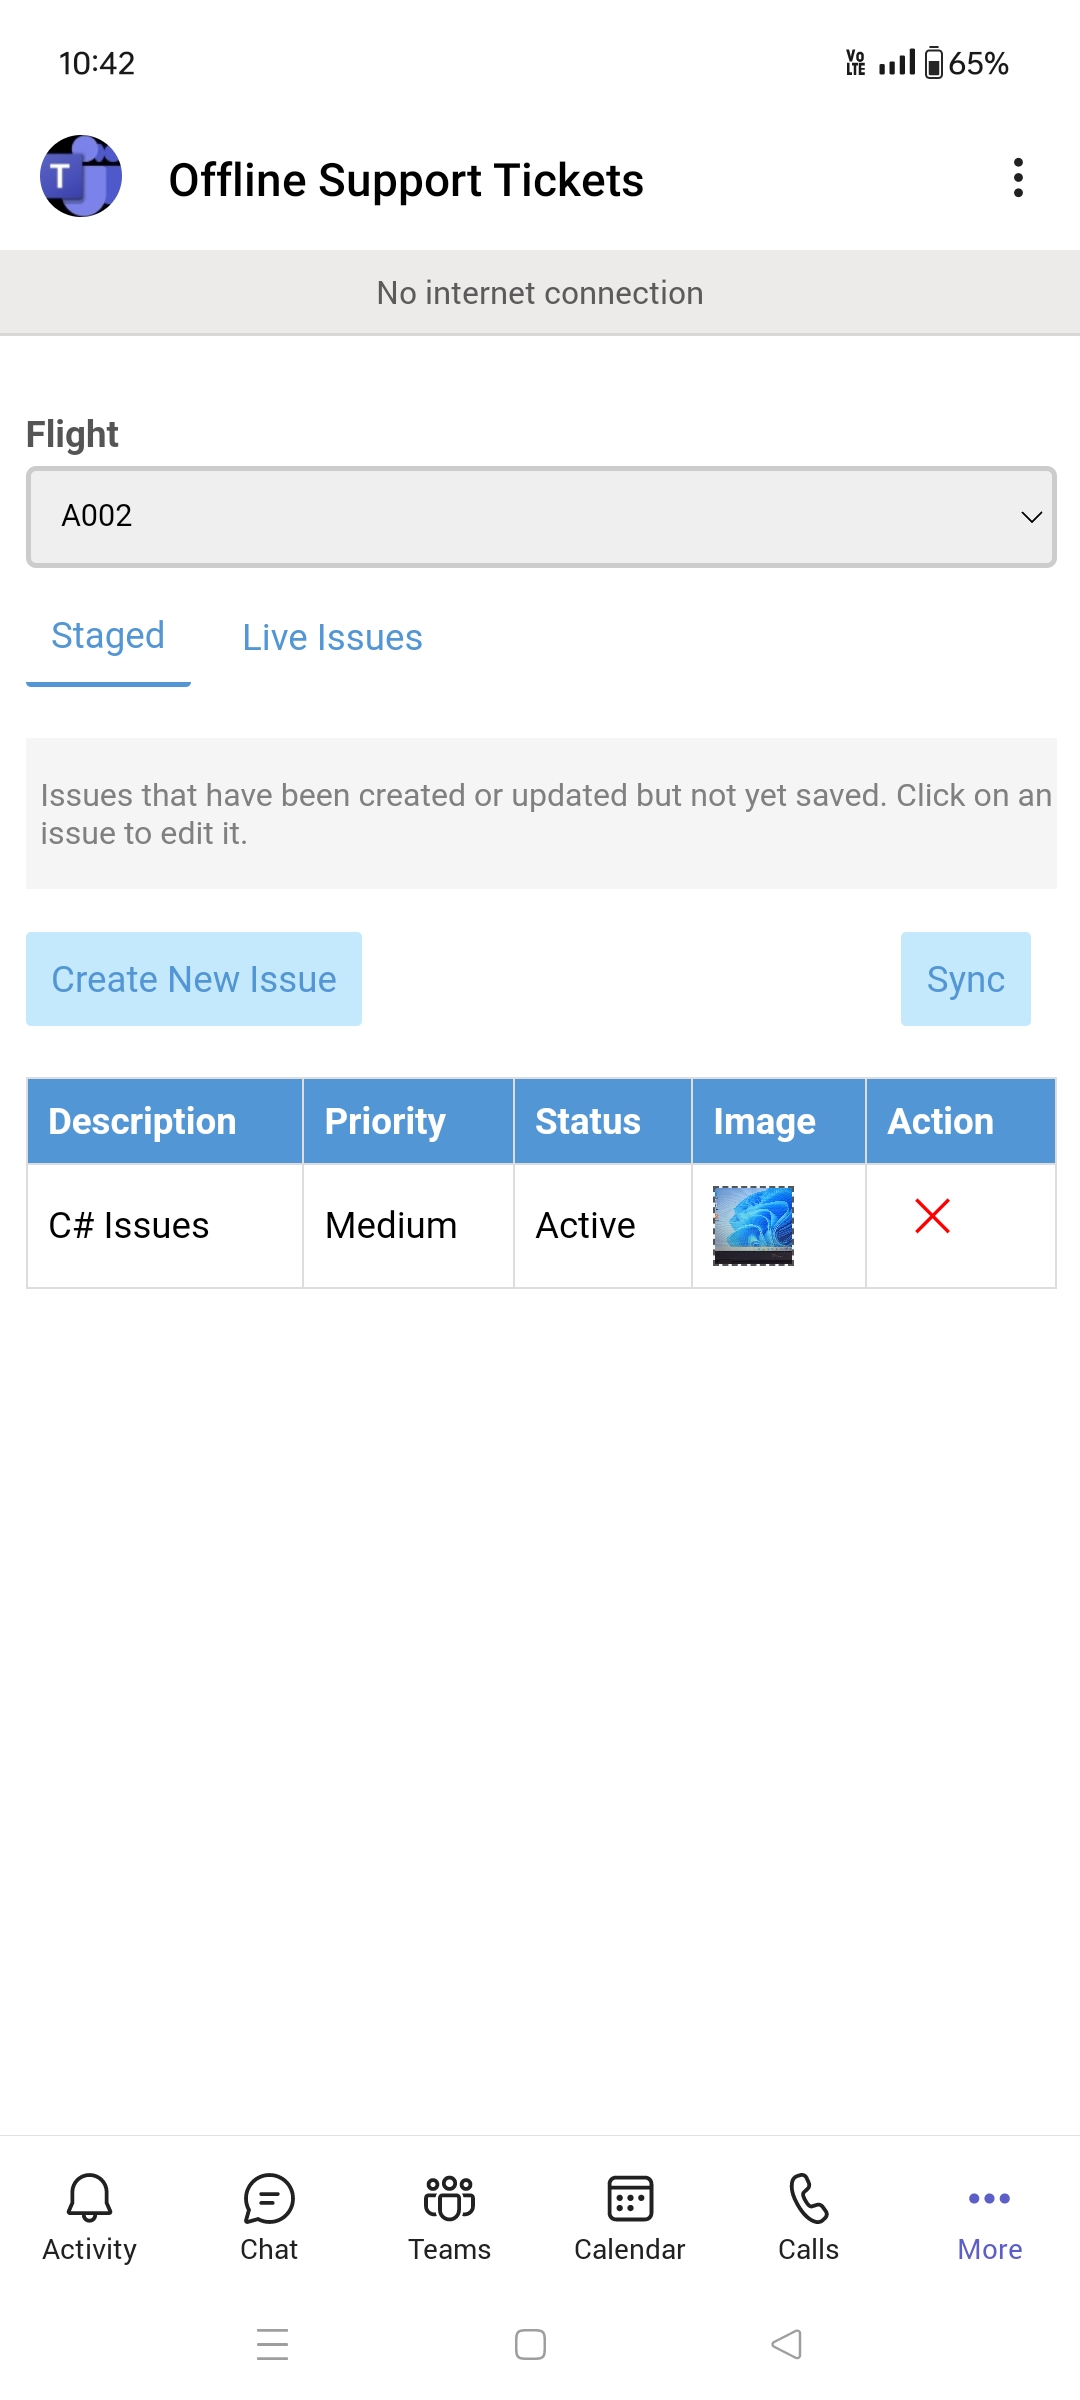 10:42
VO
LTE
65%
T
Offline Support Tickets
No internet connection
Flight
A002
Staged
Live Issues
Issues that have been created or updated but not yet saved. Click on an
issue to edit it.
Create New Issue
Sync
Description Priority Status Image Action
C# Issues Medium Active
Activity Chat Teams Calendar Calls More